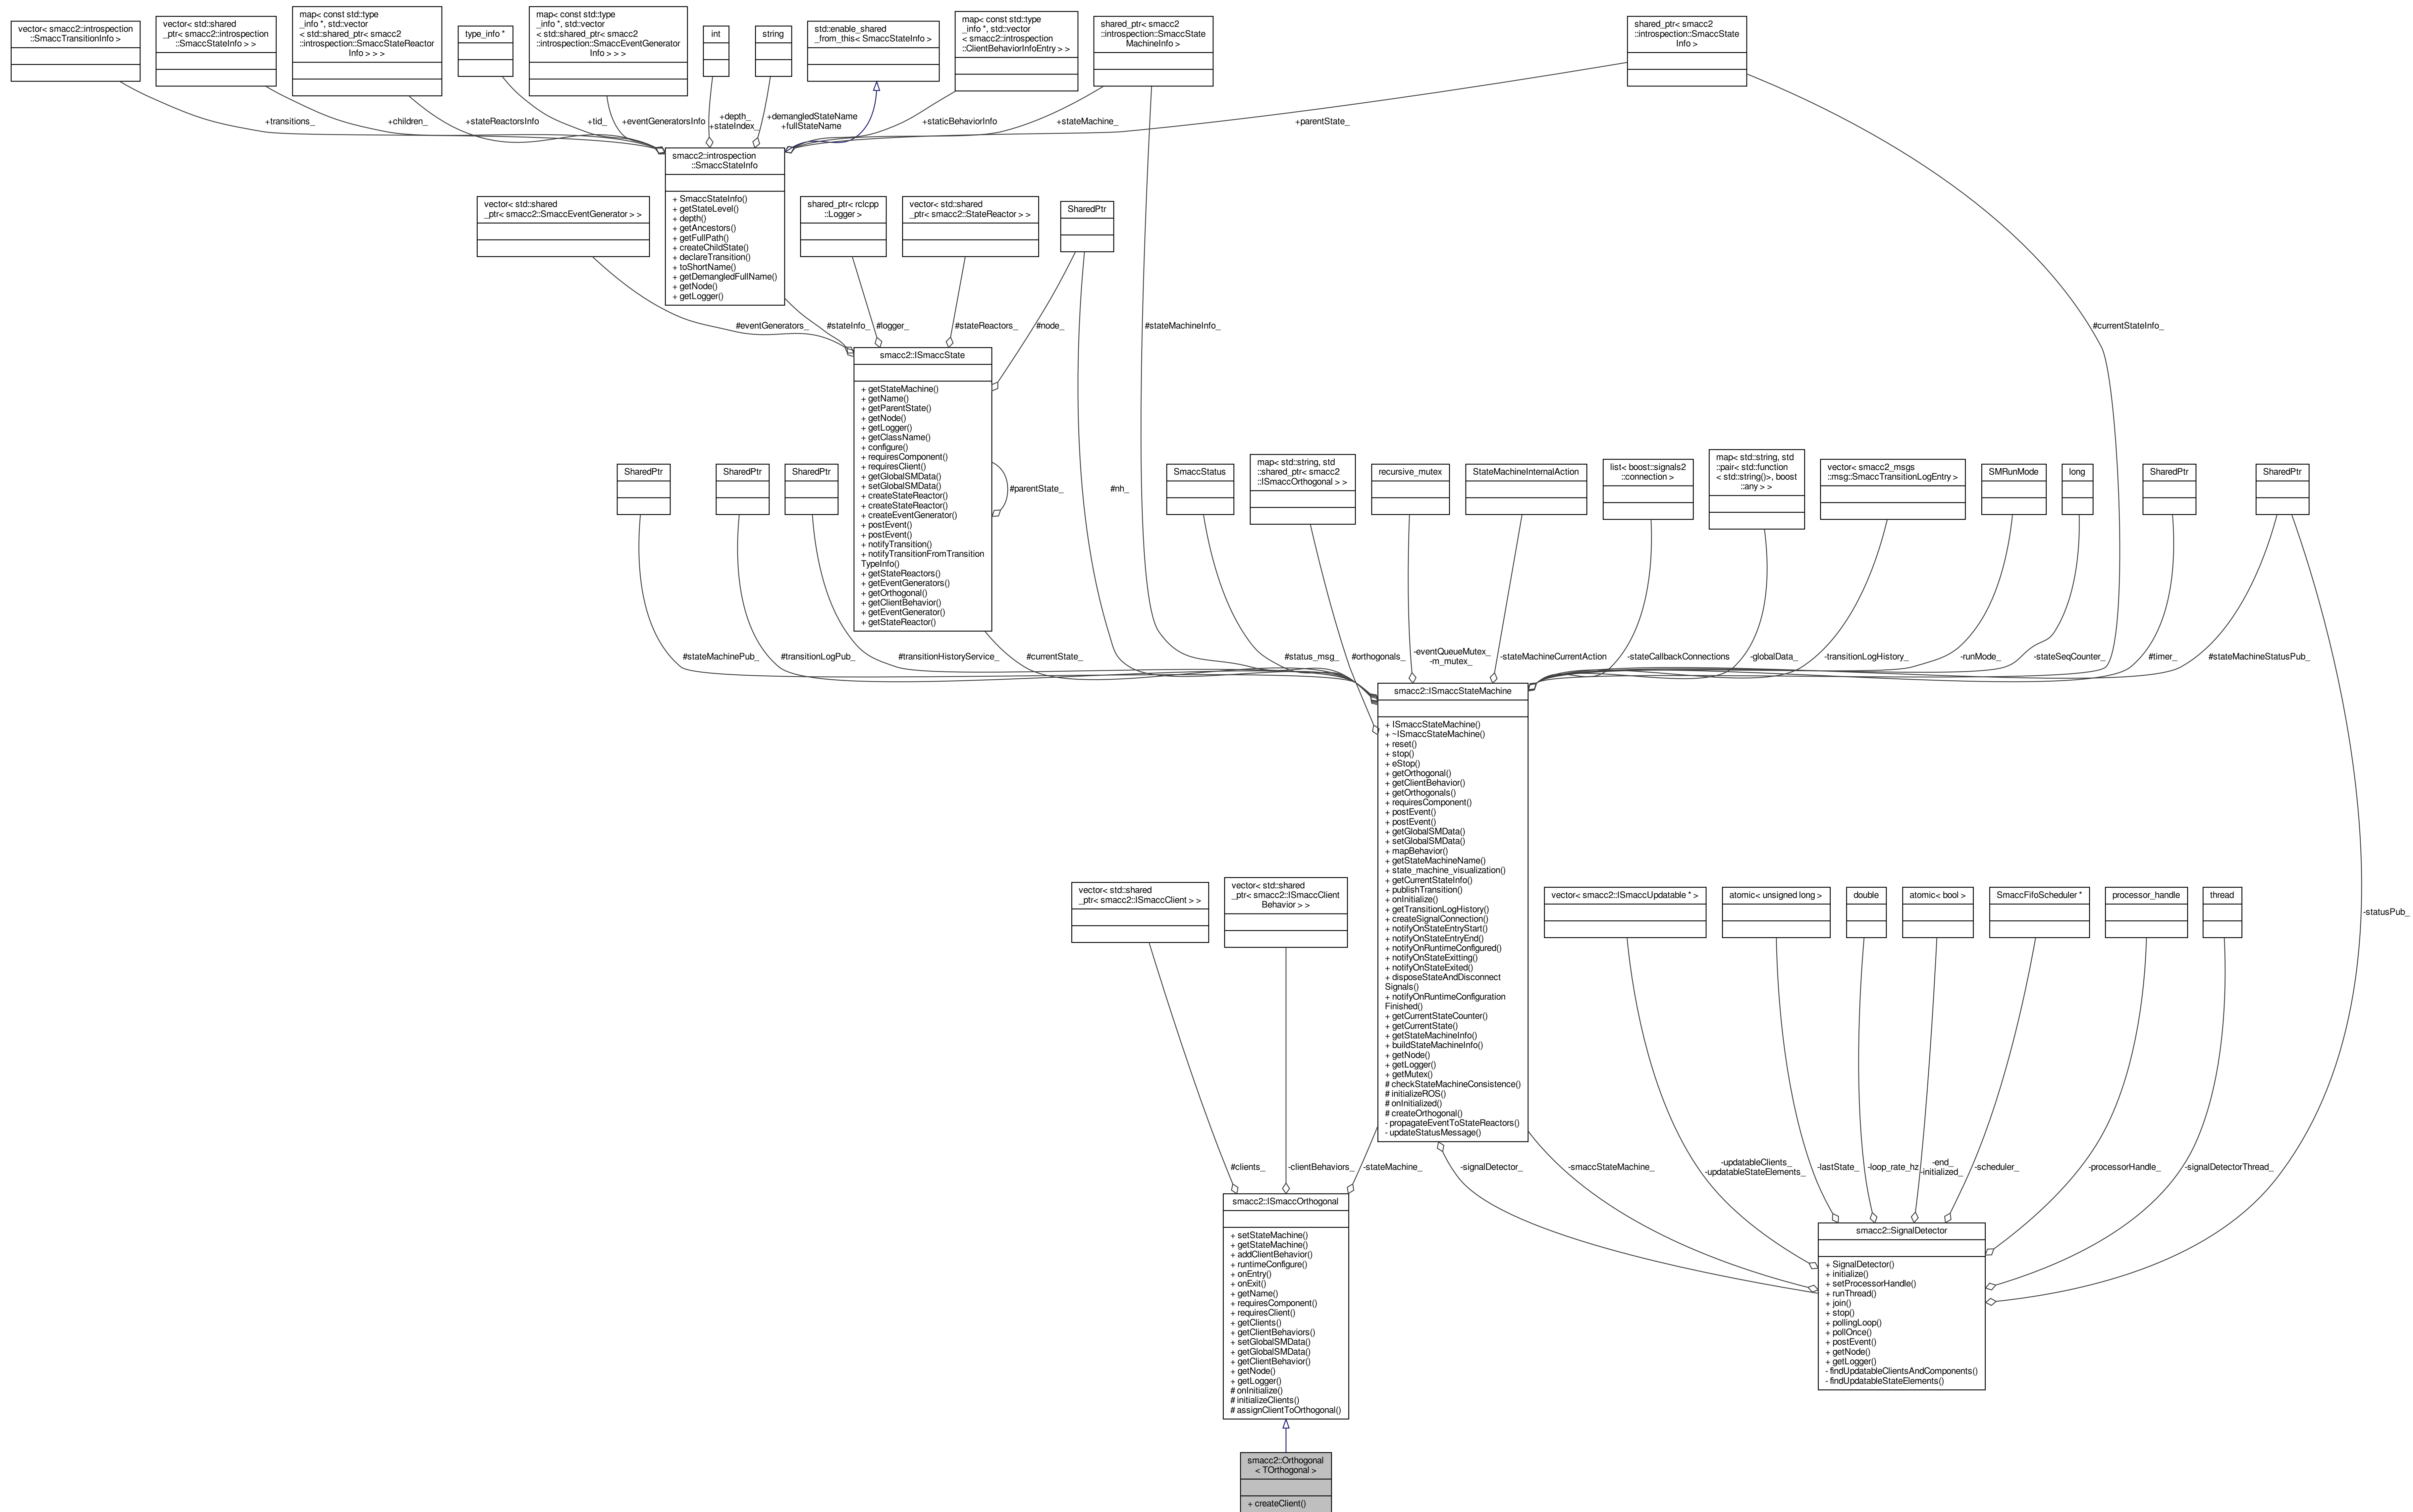 vector< smacc2::introspection
::SmaccTransitionInfo >
vector< std::shared
_ptr< smacc2::introspection
::SmaccStateInfo > >
map< const std::type
_info *, std::vector
< std::shared_ptr< smacc2
::introspection::SmaccStateReactor
Info > > >
type_info *
map< const std::type
_info *, std::vector
< std::shared_ptr< smacc2
::introspection::SmaccEventGenerator
Info > > >
int
string
std::enable_shared
_from_this< SmaccStateInfo >
map< const std::type
_info *, std::vector
< smacc2::introspection
::ClientBehaviorInfoEntry > >
shared_ptr< smacc2
::introspection::SmaccState
MachineInfo >
shared_ptr< smacc2
::introspection::SmaccState
Info >
+transitions_
+children_
+stateReactorsInfo
+tid_
+eventGeneratorsInfo
+depth_
+stateIndex_
+demangledStateName
+fullStateName
+staticBehaviorInfo
+stateMachine_
+parentState_
smacc2::introspection
::SmaccStateInfo
+ SmaccStateInfo()
+ getStateLevel()
+ depth()
+ getAncestors()
+ getFullPath()
+ createChildState()
+ declareTransition()
+ toShortName()
+ getDemangledFullName()
+ getNode()
+ getLogger()
vector< std::shared
_ptr< smacc2::SmaccEventGenerator > >
shared_ptr< rclcpp
::Logger >
vector< std::shared
_ptr< smacc2::StateReactor > >
SharedPtr
#eventGenerators_
#stateInfo_
#logger_
#stateReactors_
#node_
#stateMachineInfo_
#currentStateInfo_
smacc2::ISmaccState
+ getStateMachine()
+ getName()
+ getParentState()
+ getNode()
+ getLogger()
+ getClassName()
+ configure()
+ requiresComponent()
+ requiresClient()
+ getGlobalSMData()
+ setGlobalSMData()
+ createStateReactor()
+ createStateReactor()
+ createEventGenerator()
+ postEvent()
+ postEvent()
+ notifyTransition()
+ notifyTransitionFromTransition
TypeInfo()
+ getStateReactors()
+ getEventGenerators()
+ getOrthogonal()
+ getClientBehavior()
+ getEventGenerator()
+ getStateReactor()
#parentState_
#nh_
SharedPtr
SharedPtr
SharedPtr
SmaccStatus
map< std::string, std
::shared_ptr< smacc2
::ISmaccOrthogonal > >
recursive_mutex
StateMachineInternalAction
list< boost::signals2
::connection >
map< std::string, std
::pair< std::function
< std::string()>, boost
::any > >
vector< smacc2_msgs
::msg::SmaccTransitionLogEntry >
SMRunMode
long
SharedPtr
SharedPtr
#stateMachinePub_
#transitionLogPub_
#transitionHistoryService_
#currentState_
#status_msg_
#orthogonals_
-eventQueueMutex_
-m_mutex_
-stateMachineCurrentAction
-stateCallbackConnections
-globalData_
-transitionLogHistory_
-runMode_
-stateSeqCounter_
#timer_
#stateMachineStatusPub_
smacc2::ISmaccStateMachine
+ ISmaccStateMachine()
+ ~ISmaccStateMachine()
+ reset()
+ stop()
+ eStop()
+ getOrthogonal()
+ getClientBehavior()
+ getOrthogonals()
+ requiresComponent()
+ postEvent()
+ postEvent()
+ getGlobalSMData()
+ setGlobalSMData()
+ mapBehavior()
+ getStateMachineName()
+ state_machine_visualization()
+ getCurrentStateInfo()
+ publishTransition()
+ onInitialize()
+ getTransitionLogHistory()
+ createSignalConnection()
+ notifyOnStateEntryStart()
+ notifyOnStateEntryEnd()
+ notifyOnRuntimeConfigured()
+ notifyOnStateExitting()
+ notifyOnStateExited()
+ disposeStateAndDisconnect
Signals()
+ notifyOnRuntimeConfiguration
Finished()
+ getCurrentStateCounter()
+ getCurrentState()
+ getStateMachineInfo()
+ buildStateMachineInfo()
+ getNode()
+ getLogger()
+ getMutex()
# checkStateMachineConsistence()
# initializeROS()
# onInitialized()
# createOrthogonal()
- propagateEventToStateReactors()
- updateStatusMessage()
vector< std::shared
_ptr< smacc2::ISmaccClient > >
vector< std::shared
_ptr< smacc2::ISmaccClient
Behavior > >
vector< smacc2::ISmaccUpdatable * >
atomic< unsigned long >
double
atomic< bool >
SmaccFifoScheduler *
processor_handle
thread
-statusPub_
#clients_
-clientBehaviors_
-stateMachine_
-signalDetector_
-smaccStateMachine_
-updatableClients_
-updatableStateElements_
-lastState_
-loop_rate_hz
-end_
-initialized_
-scheduler_
-processorHandle_
-signalDetectorThread_
smacc2::ISmaccOrthogonal
+ setStateMachine()
+ getStateMachine()
+ addClientBehavior()
+ runtimeConfigure()
+ onEntry()
+ onExit()
+ getName()
+ requiresComponent()
+ requiresClient()
+ getClients()
+ getClientBehaviors()
+ setGlobalSMData()
+ getGlobalSMData()
+ getClientBehavior()
+ getNode()
+ getLogger()
# onInitialize()
# initializeClients()
# assignClientToOrthogonal()
smacc2::SignalDetector
+ SignalDetector()
+ initialize()
+ setProcessorHandle()
+ runThread()
+ join()
+ stop()
+ pollingLoop()
+ pollOnce()
+ postEvent()
+ getNode()
+ getLogger()
- findUpdatableClientsAndComponents()
- findUpdatableStateElements()
smacc2::Orthogonal
< TOrthogonal >
+ createClient()